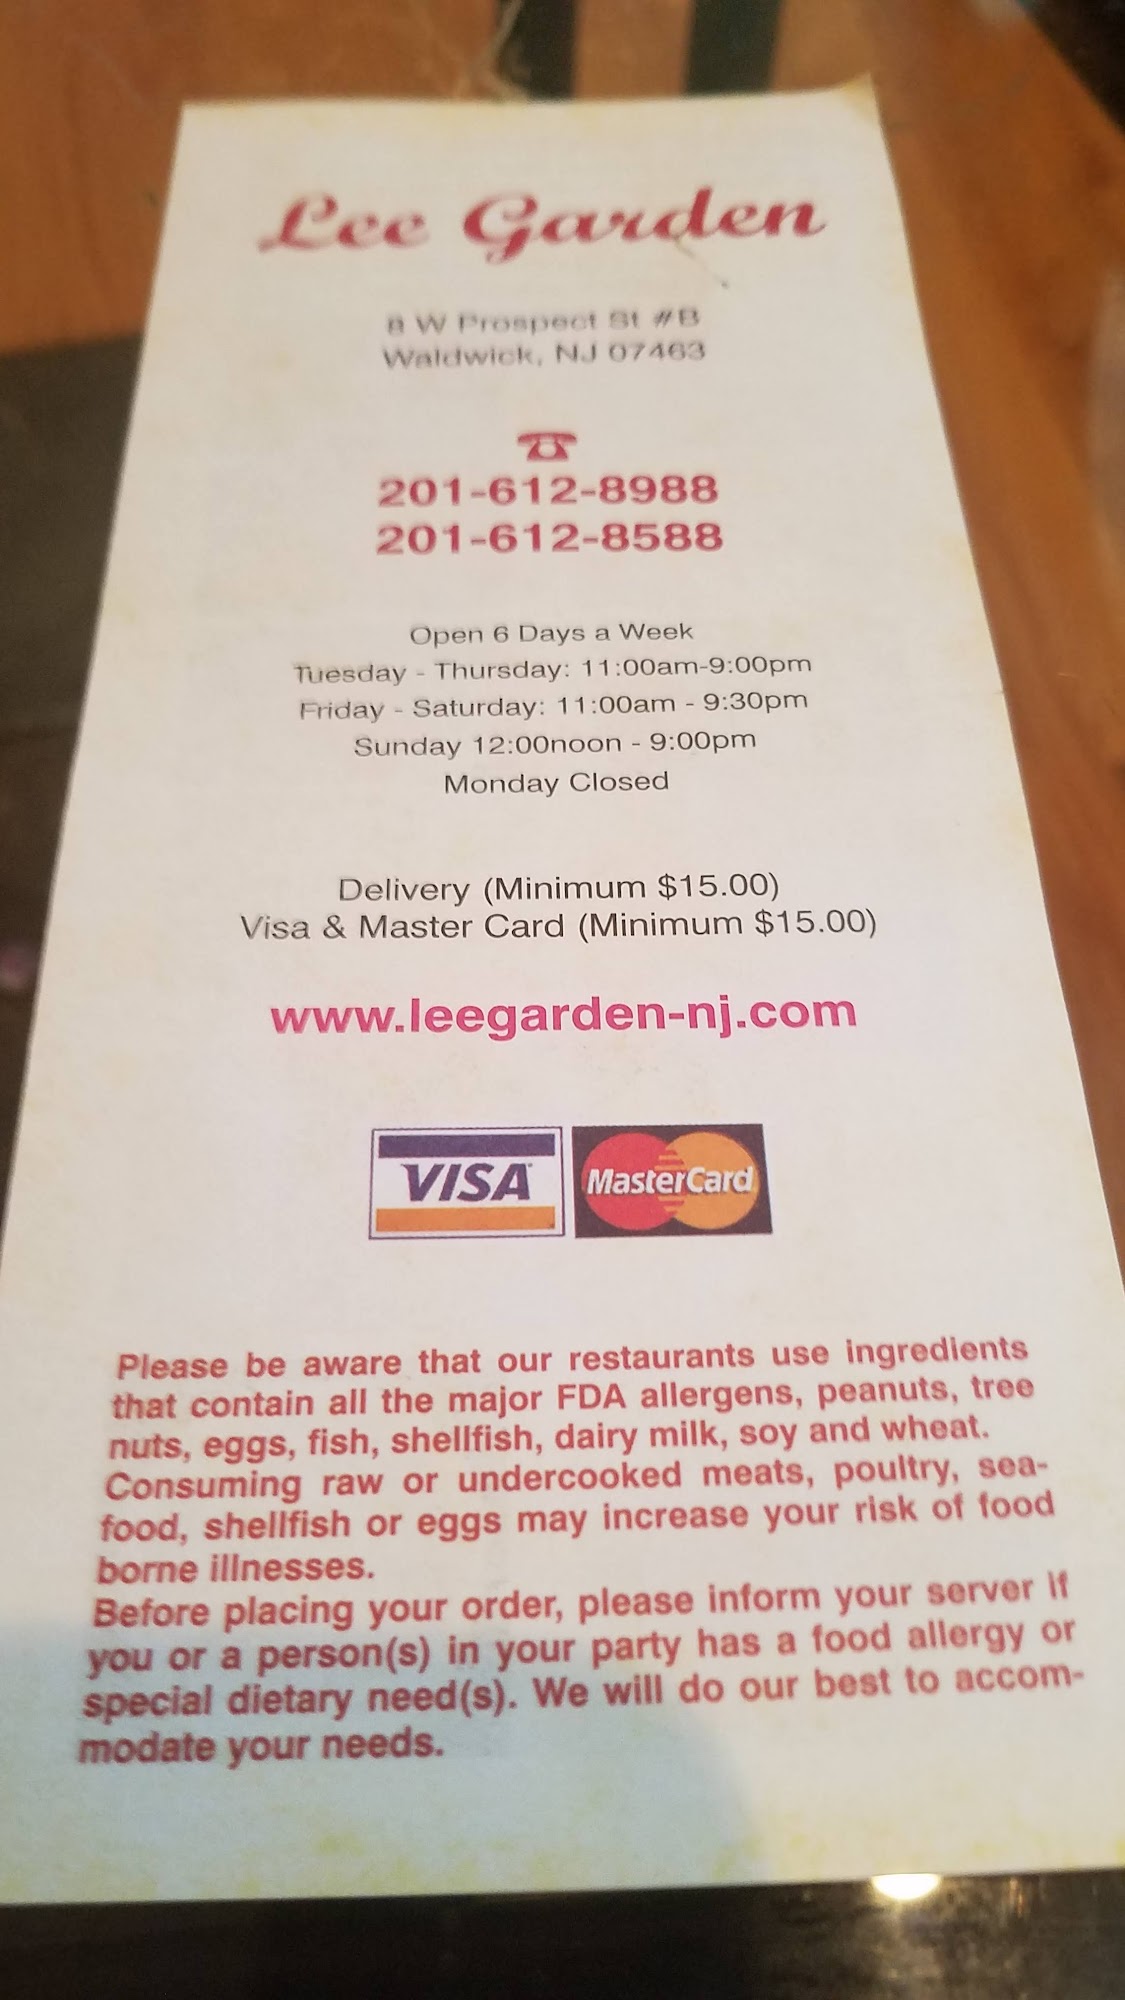 Lee Garden
8 W Prospect St #B
Waldwick, NJ 07463
☎
201-612-8988
201-612-8588
Open 6 Days a Week
Tuesday - Thursday: 11:00am-9:00pm
Friday - Saturday: 11:00am - 9:30pm
Sunday 12:00noon - 9:00pm
Monday Closed
Delivery (Minimum $15.00)
Visa & Master Card (Minimum $15.00)
www.leegarden-nj.com
VISA MasterCard
Please be aware that our restaurants use ingredients
that contain all the major FDA allergens, peanuts, tree
nuts, eggs, fish, shellfish, dairy milk, soy and wheat.
Consuming raw or undercooked meats, poultry, sea-
food, shellfish or eggs may increase your risk of food
borne illnesses.
Before placing your order, please inform your server if
you or a person(s) in your party has a food allergy or
special dietary need(s). We will do our best to accom-
modate your needs.